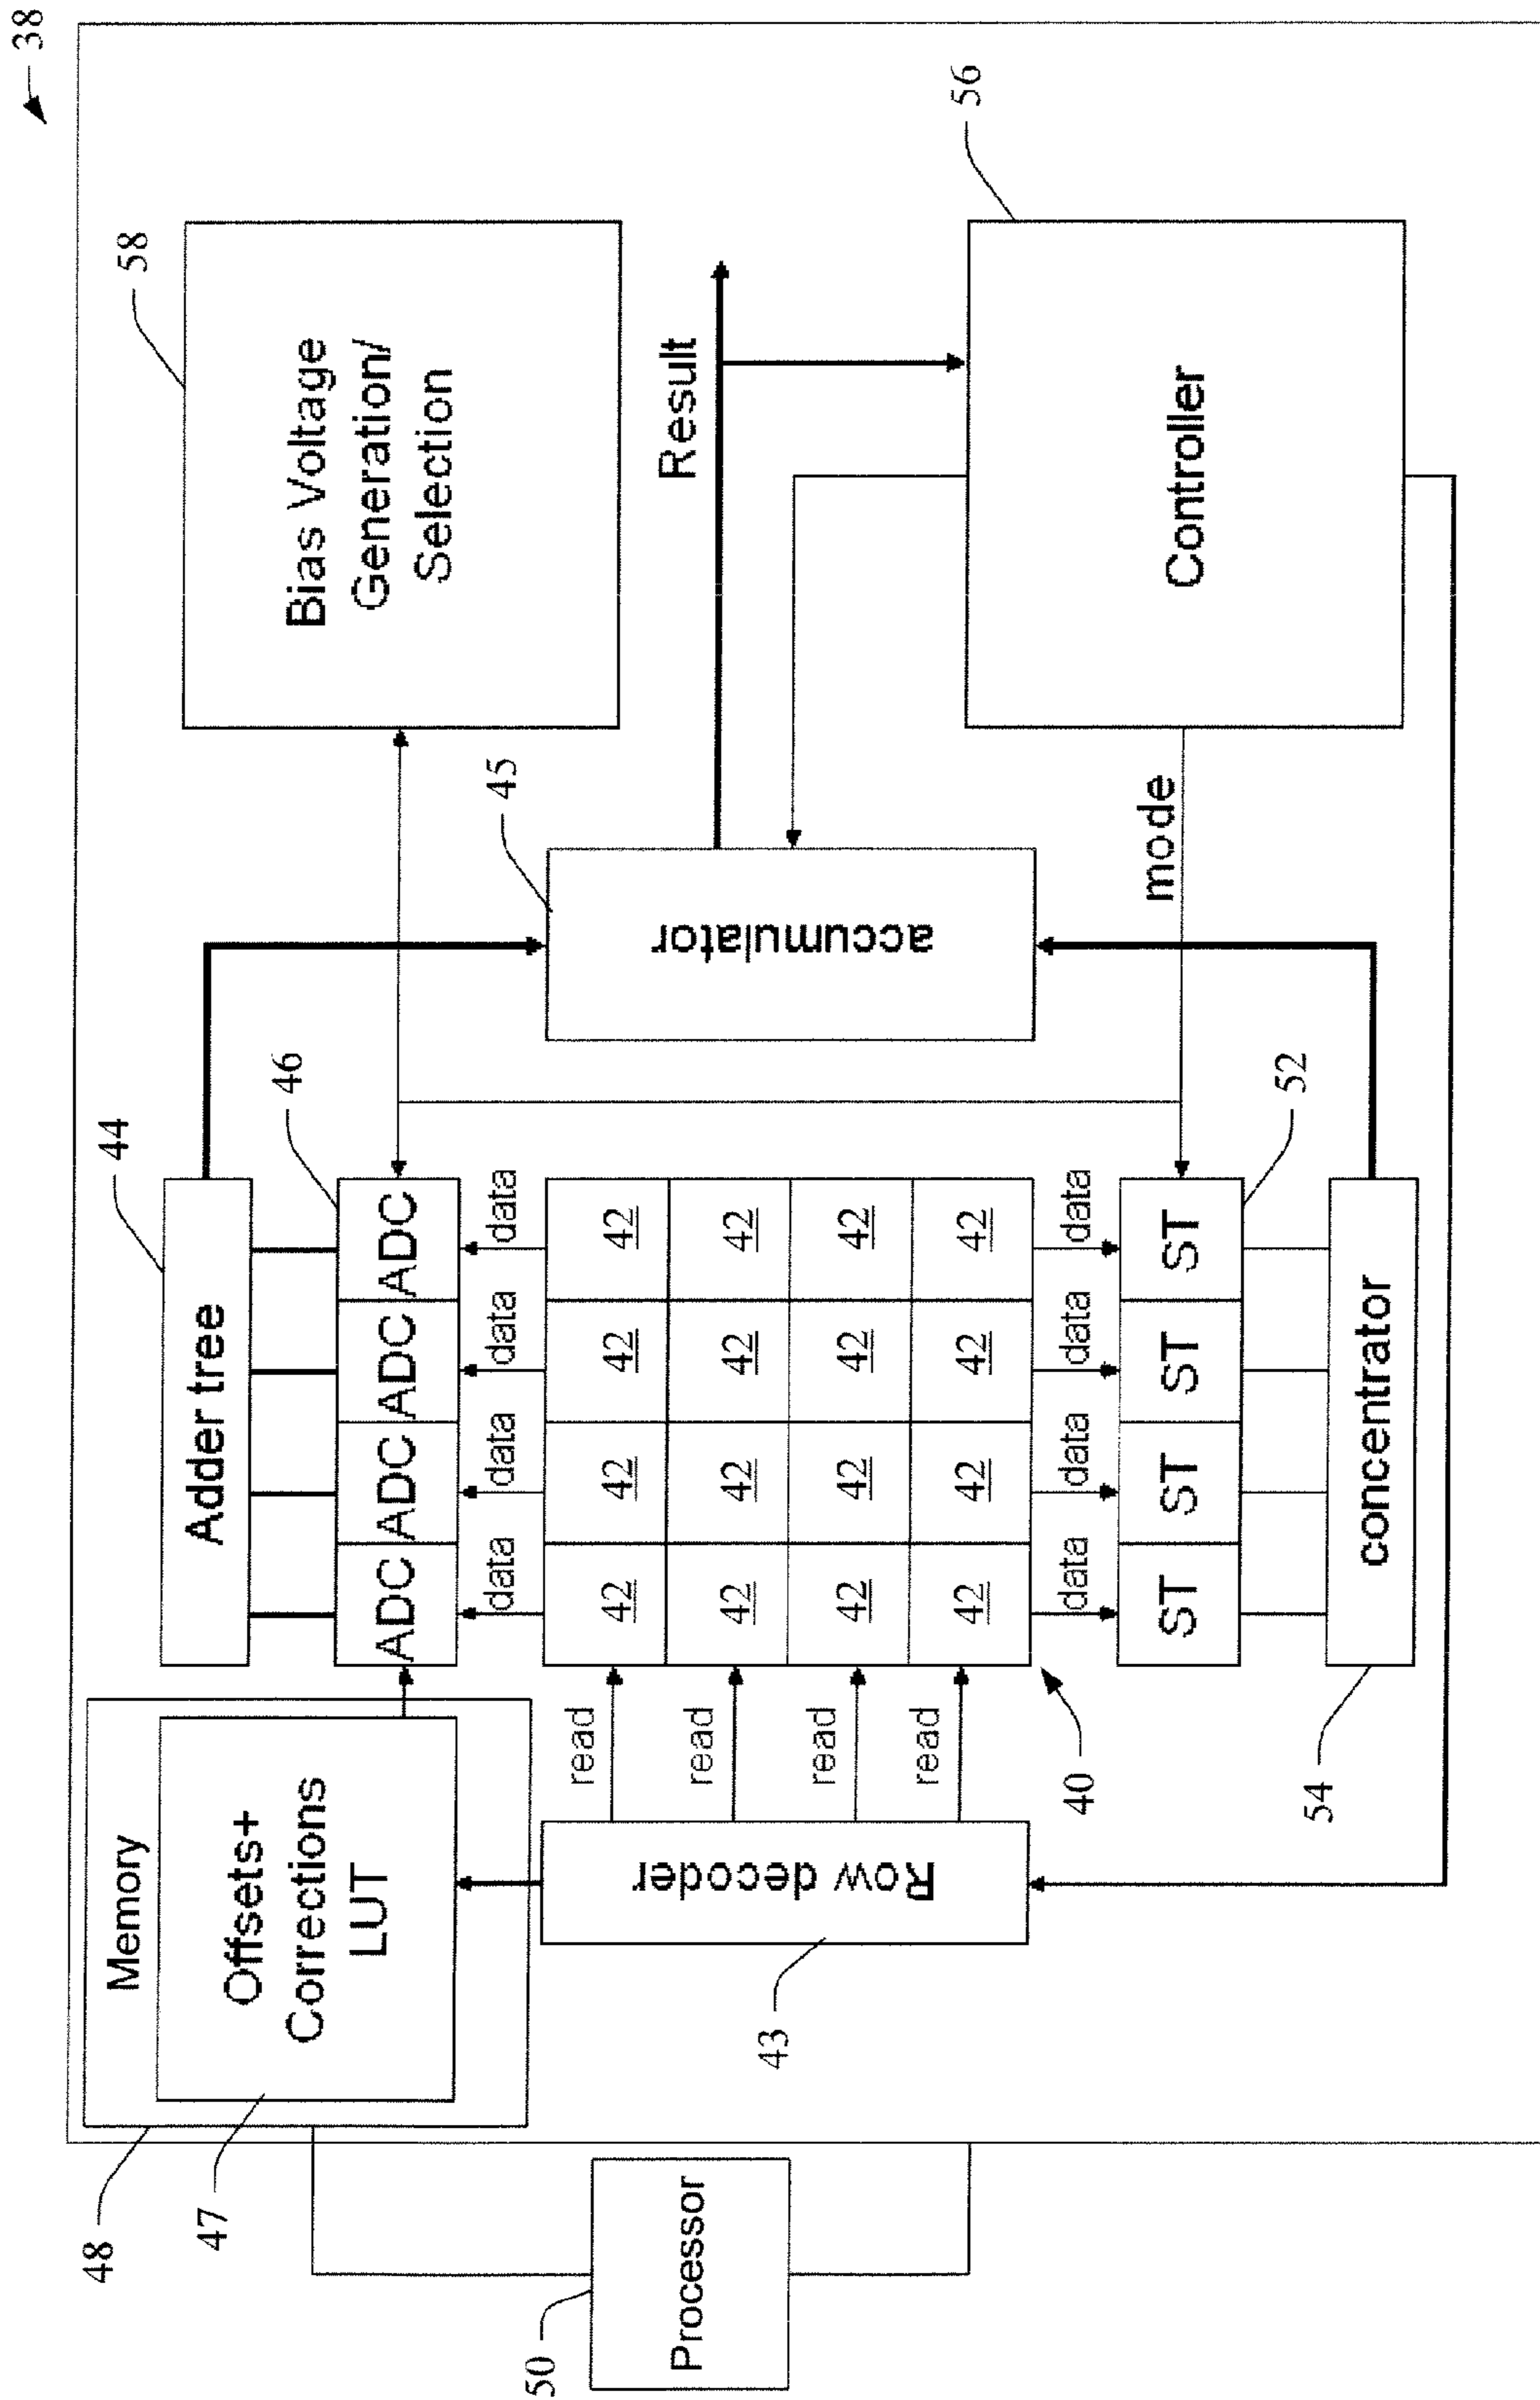 38
48
Memory
44
58
47
Offsets+
Corrections
LUT
Adder tree
46
Bias Voltage
Generation/
Selection
ADC ADC ADC ADC
45
data data data data
50
Processor
read
42 42 42 42
read
42 42 42 42
read
42 42 42 42
read
42 42 42 42
Row decoder
accumulator
Result
43
40
data data data data
mode
Controller
56
ST ST ST ST
52
54
concentrator